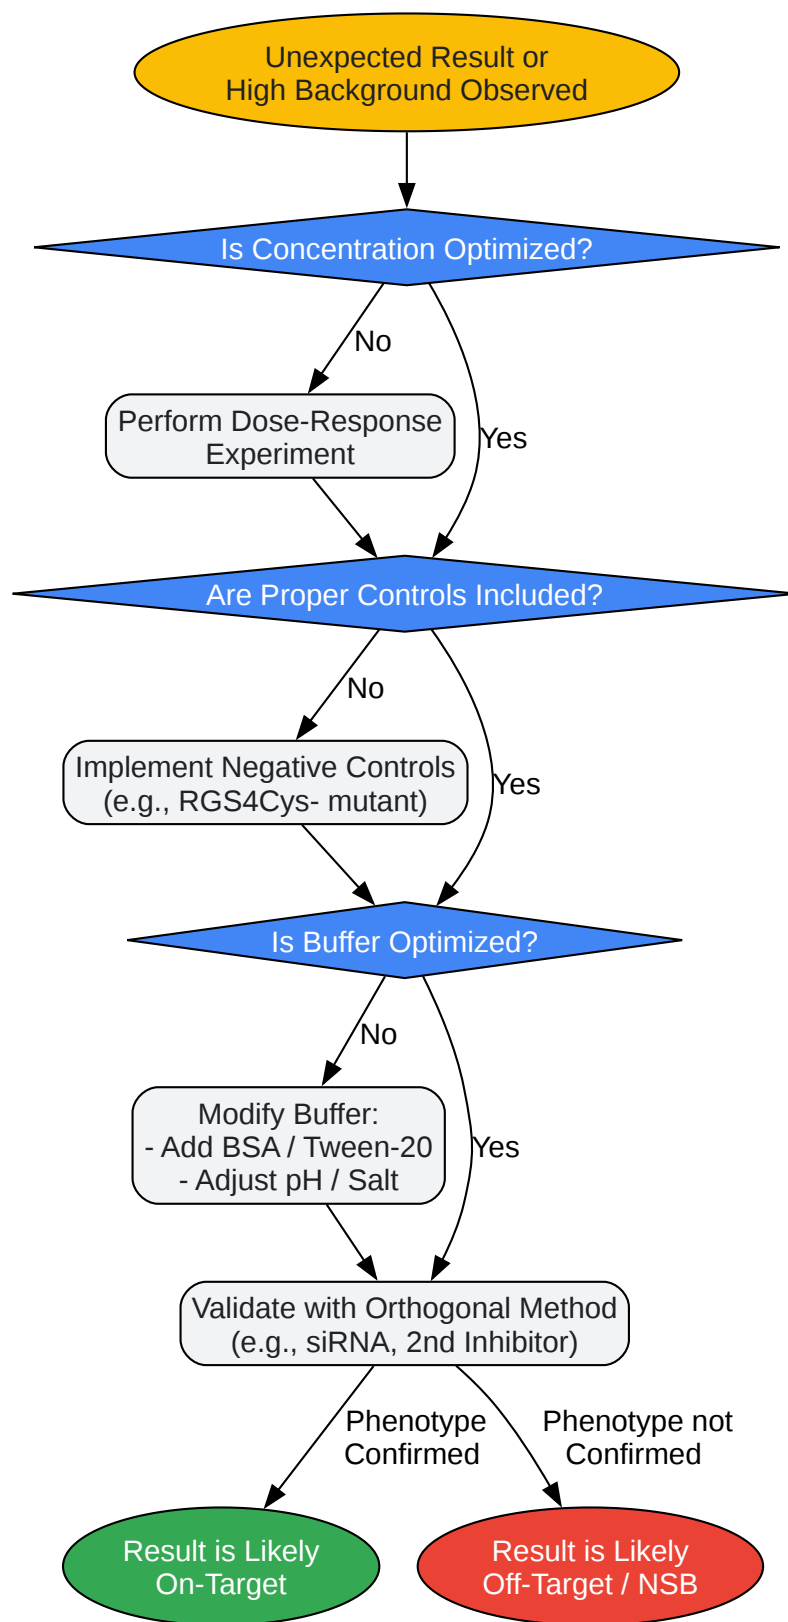 Unexpected Result or
High Background Observed
Is Concentration Optimized?
No
Perform Dose-Response
Experiment
Yes
Are Proper Controls Included?
No
Implement Negative Controls
(e.g., RGS4Cys- mutant)
Yes
Is Buffer Optimized?
No
Modify Buffer:
- Add BSA / Tween-20
- Adjust pH / Salt
Yes
Validate with Orthogonal Method
(e.g., siRNA, 2nd Inhibitor)
Phenotype
Confirmed
Phenotype not
Confirmed
Result is Likely
On-Target
Result is Likely
Off-Target / NSB